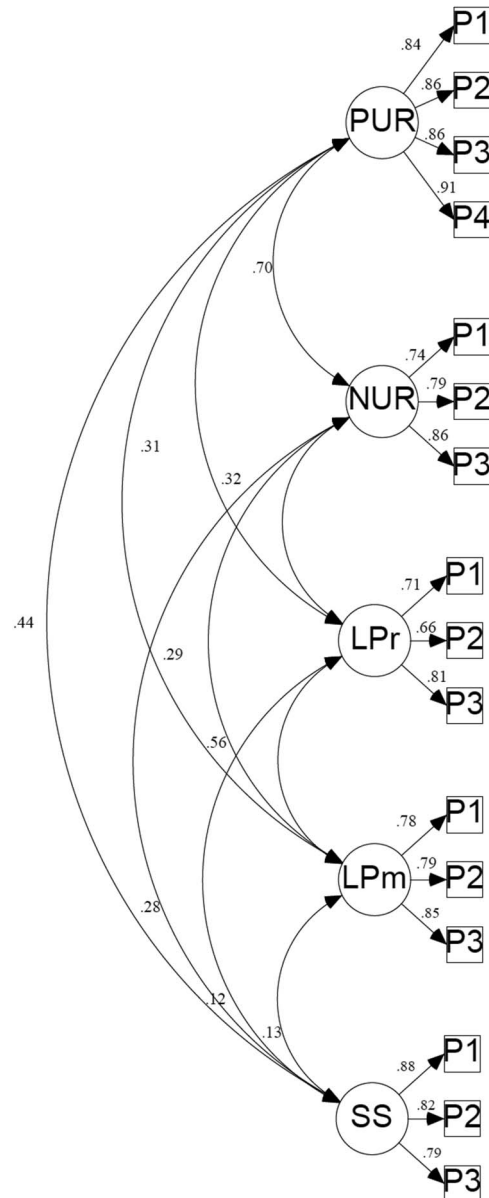 P1
.84
P2
.86
PUR
P3
.86
.91
P4
.70
P1
.74
NUR
.79
P2
.86
P3
.31
.32
P1
.71
LPr
.66
P2
.81
P3
.44
.29
.56
P1
.78
LPm
.79
P2
.85
P3
.28
.12
.13
P1
.88
SS
.82
P2
.79
P3